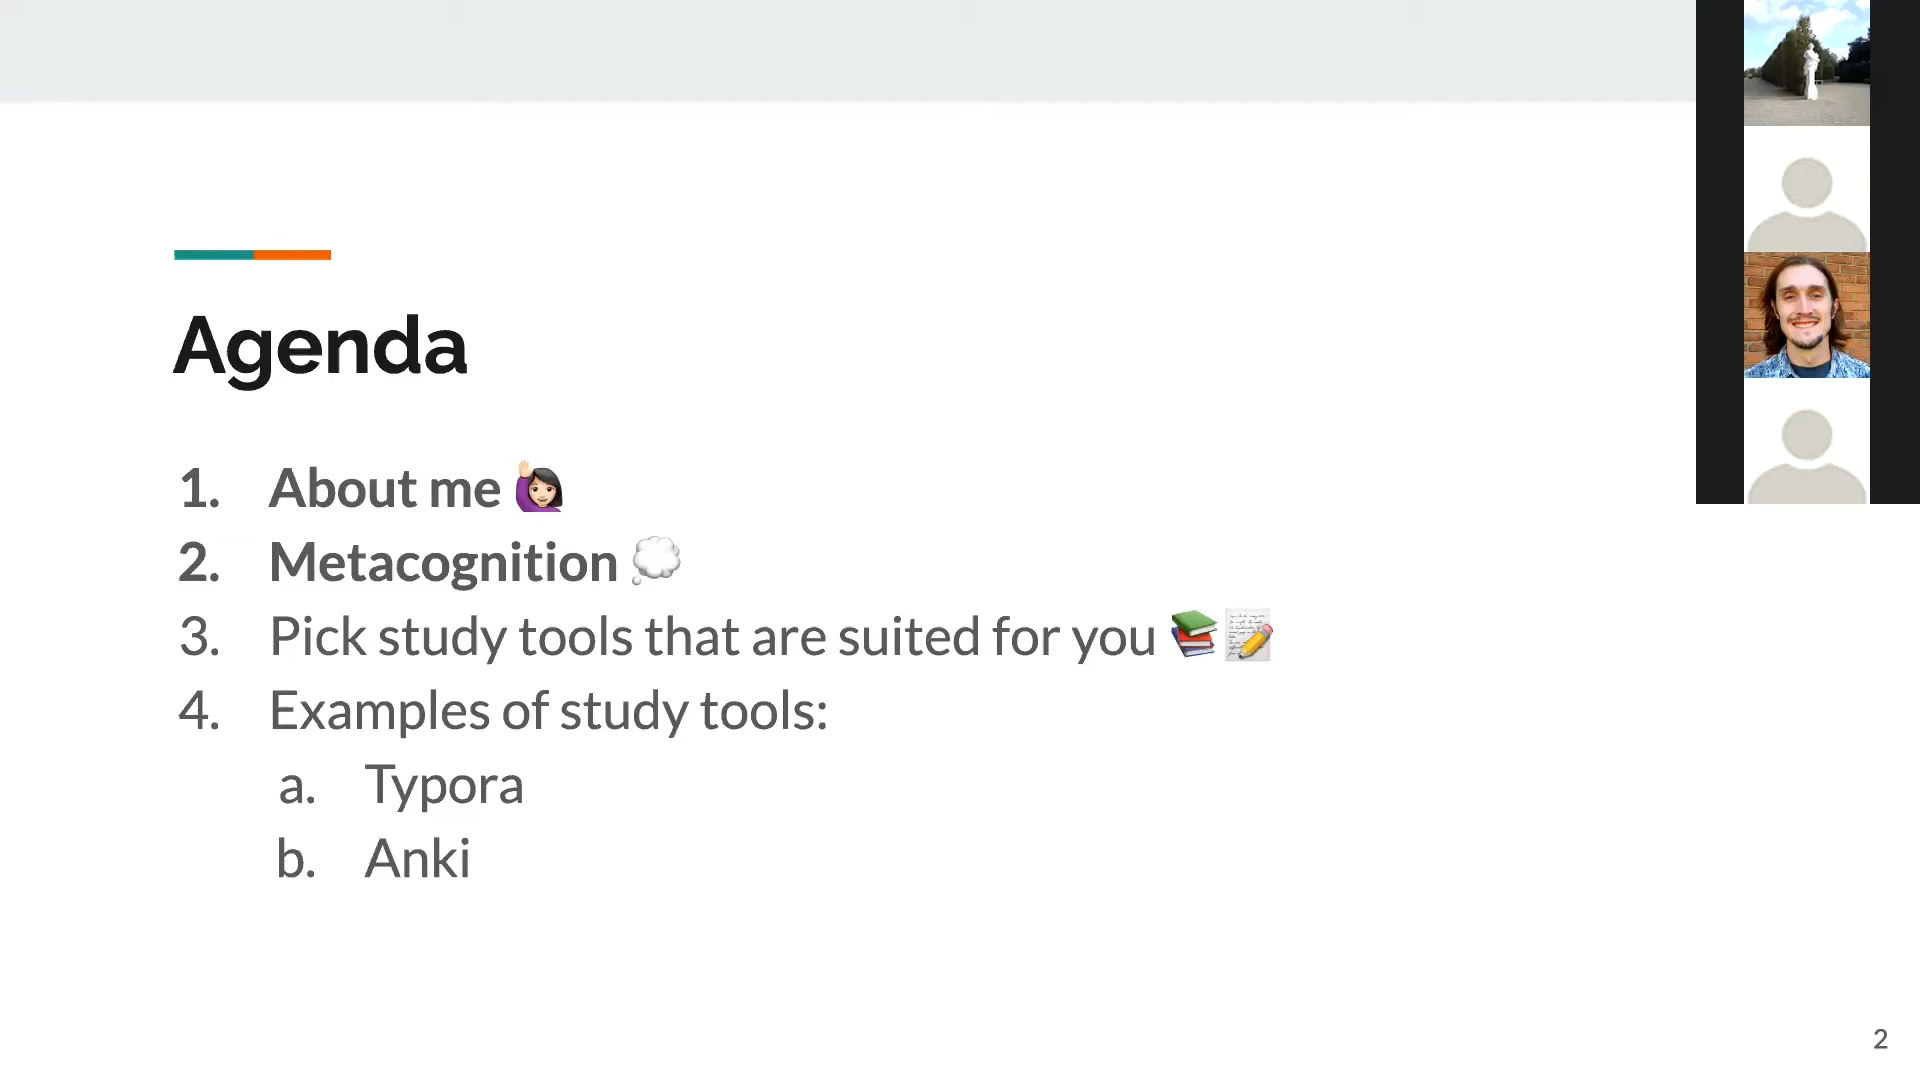 Agenda
1. About me 🙋🏻‍♀️
2. Metacognition 💭
3. Pick study tools that are suited for you 📚📝
4. Examples of study tools:
a. Typora
b. Anki
2